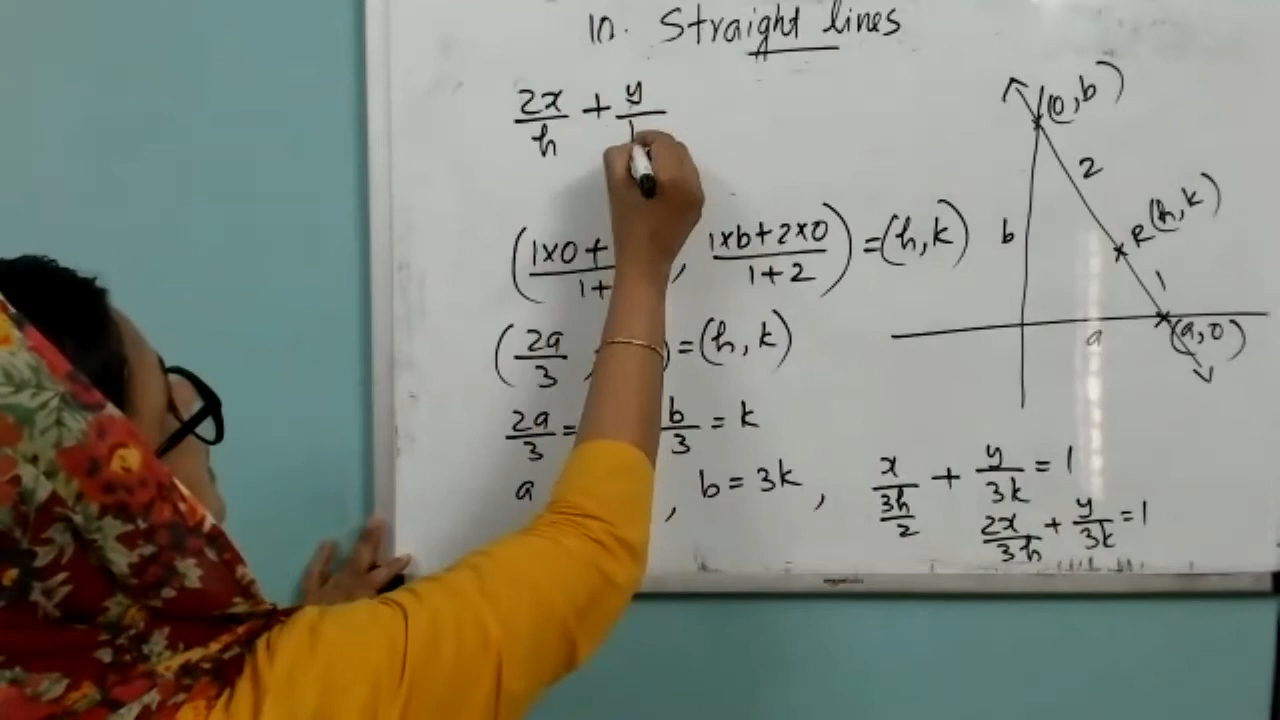 10. Straight lines
2x/h + y/
(1×0+ /1+ , 1×b+2×0/1+2) = (h, k)
(2a/3 , ) = (h, k)
2a/3 = b/3 = k
a , b = 3k ,
x/(3h/2) + y/3k = 1
2x/3h + y/3k = 1
(0, b)
2
R (h, k)
b
1
a
(a, 0)